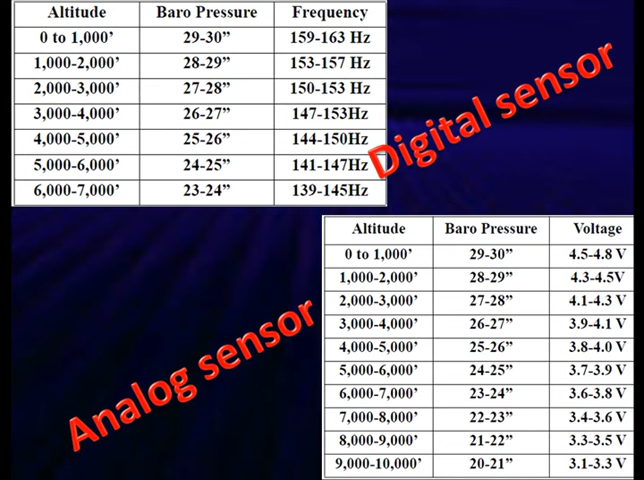 Altitude Baro Pressure Frequency
0 to 1,000’ 29-30” 159-163 Hz
1,000-2,000’ 28-29” 153-157 Hz
2,000-3,000’ 27-28” 150-153 Hz
3,000-4,000’ 26-27” 147-153Hz
4,000-5,000’ 25-26” 144-150Hz
5,000-6,000’ 24-25” 141-147Hz
6,000-7,000’ 23-24” 139-145Hz
Digital sensor
Altitude Baro Pressure Voltage
0 to 1,000’ 29-30” 4.5-4.8 V
1,000-2,000’ 28-29” 4.3-4.5V
2,000-3,000’ 27-28” 4.1-4.3 V
3,000-4,000’ 26-27” 3.9-4.1 V
4,000-5,000’ 25-26” 3.8-4.0 V
5,000-6,000’ 24-25” 3.7-3.9 V
6,000-7,000’ 23-24” 3.6-3.8 V
7,000-8,000’ 22-23” 3.4-3.6 V
8,000-9,000’ 21-22” 3.3-3.5 V
9,000-10,000’ 20-21” 3.1-3.3 V
Analog sensor